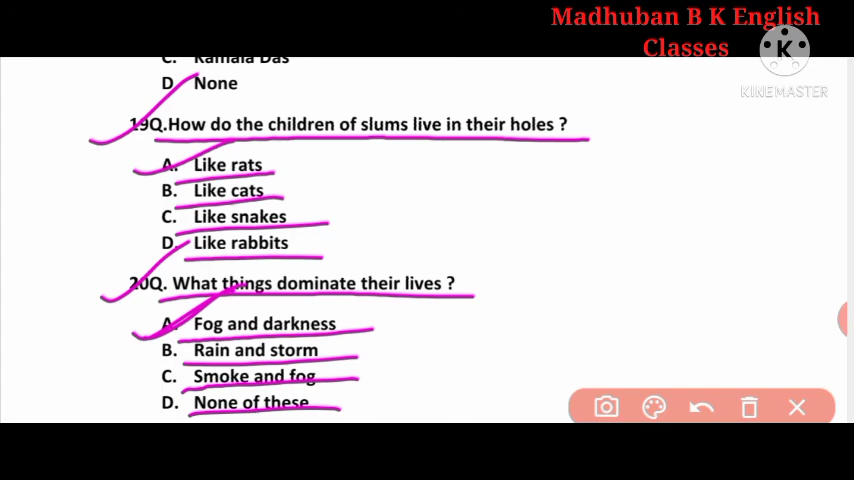 Madhuban B K English
Classes
K
KINEMASTER
C. Kamala Das
D. None
19Q.How do the children of slums live in their holes ?
A. Like rats
B. Like cats
C. Like snakes
D. Like rabbits
20Q. What things dominate their lives ?
A. Fog and darkness
B. Rain and storm
C. Smoke and fog
D. None of these